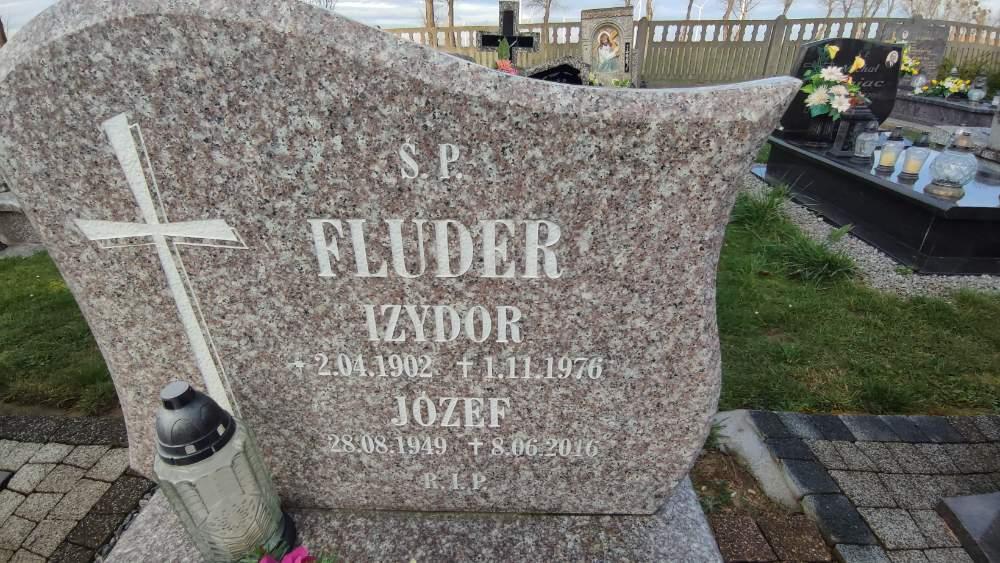 Ś. P.
FLUDER
IZYDOR
* 2.04.1902 † 1.11.1976
JÓZEF
28.08.1949 † 8.06.2016
R.I.P.